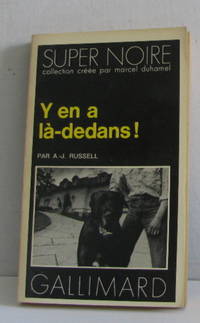 SUPER NOIRE
collection créée par marcel duhamel
Y en a
là-dedans!
PAR A.-J. RUSSELL
GALLIMARD